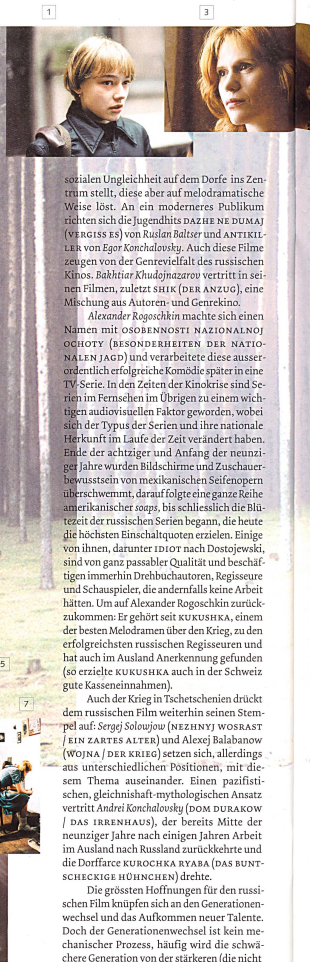 1
3
sozialen Ungleichheit auf dem Dorfe ins Zen-
trum stellt, diese aber auf melodramatische
Weise löst. An ein moderneres Publikum
richten sich die Jugendhits DAZHE NE DUMAJ
(VERGISS ES) von Ruslan Baltser und ANTIKIL-
LER von Egor Konchalovsky. Auch diese Filme
zeugen von der Genrevielfalt des russischen
Kinos. Bakhtiar Khudojnazarov vertritt in sei-
nen Filmen, zuletzt SHIK (DER ANZUG), eine
Mischung aus Autoren- und Genrekino.
Alexander Rogoschkin machte sich einen
Namen mit OSOBENNOSTI NAZIONALNOJ
OCHOTY (BESONDERHEITEN DER NATIO-
NALEN JAGD) und verarbeitete diese ausser-
ordentlich erfolgreiche Komödie später in eine
TV-Serie. In den Zeiten der Kinokrise sind Se-
rien im Fernsehen im Übrigen zu einem wich-
tigen audiovisuellen Faktor geworden, wobei
sich der Typus der Serien und ihre nationale
Herkunft im Laufe der Zeit verändert haben.
Ende der achtziger und Anfang der neunzi-
ger Jahre wurden Bildschirme und Zuschauer-
bewusstsein von mexikanischen Seifenopern
überschwemmt, darauf folgte eine ganze Reihe
amerikanischer soaps, bis schliesslich die Blü-
tezeit der russischen Serien begann, die heute
die höchsten Einschaltquoten erzielen. Einige
von ihnen, darunter IDIOT nach Dostojewski,
sind von ganz passabler Qualität und beschäf-
tigen immerhin Drehbuchautoren, Regisseure
und Schauspieler, die andernfalls keine Arbeit
hätten. Um auf Alexander Rogoschkin zurück-
zukommen: Er gehört seit KUKUSHKA, einem
der besten Melodramen über den Krieg, zu den
erfolgreichsten russischen Regisseuren und
hat auch im Ausland Anerkennung gefunden
(so erzielte KUKUSHKA auch in der Schweiz
gute Kasseneinnahmen).
5
7
Auch der Krieg in Tschetschenien drückt
dem russischen Film weiterhin seinen Stem-
pel auf: Sergej Solowjow (NEZHNYJ WOSRAST
/ EIN ZARTES ALTER) und Alexej Balabanow
(WOJNA / DER KRIEG) setzen sich, allerdings
aus unterschiedlichen Positionen, mit die-
sem Thema auseinander. Einen pazifisti-
schen, gleichnishaft-mythologischen Ansatz
vertritt Andrei Konchalovsky (DOM DURAKOW
/ DAS IRRENHAUS), der bereits Mitte der
neunziger Jahre nach einigen Jahren Arbeit
im Ausland nach Russland zurückkehrte und
die Dorffarce KUROCHKA RYABA (DAS BUNT-
SCHECKIGE HÜHNCHEN) drehte.
Die grössten Hoffnungen für den russi-
schen Film knüpfen sich an den Generationen-
wechsel und das Aufkommen neuer Talente.
Doch der Generationenwechsel ist kein me-
chanischer Prozess, häufig wird die schwä-
chere Generation von der stärkeren (die nicht